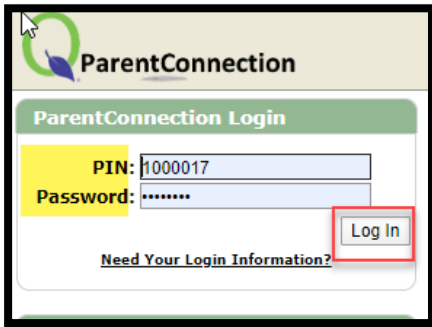 ParentConnection
ParentConnection Login
PIN: 1000017
Password: ••••••••
Log In
Need Your Login Information?